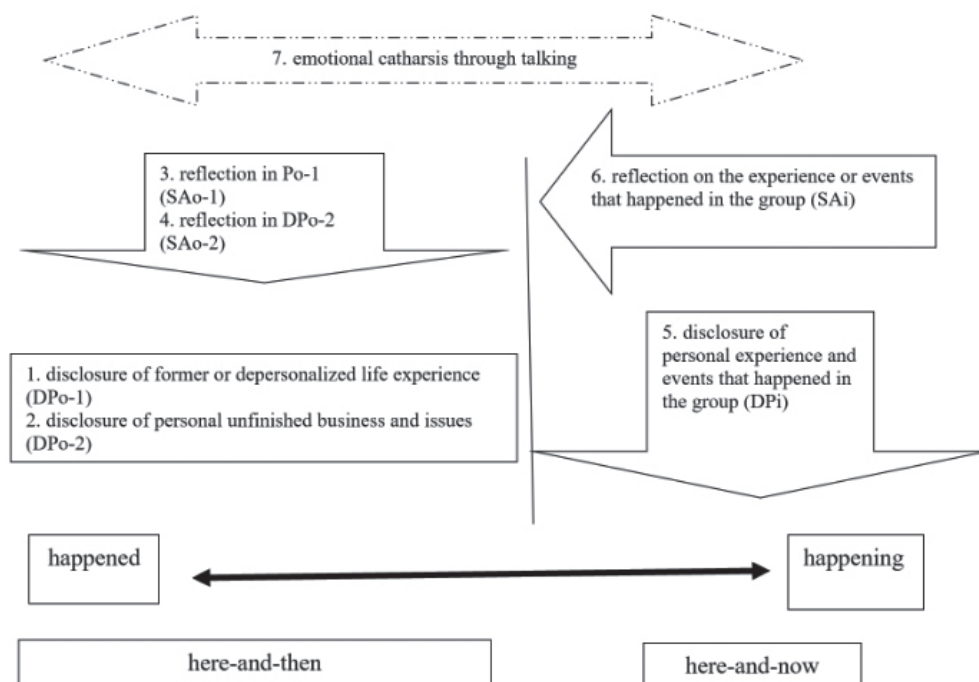 7. emotional catharsis through talking
3. reflection in Po-1
(SAo-1)
4. reflection in DPo-2
(SAo-2)
6. reflection on the experience or events
that happened in the group (SAi)
1. disclosure of former or depersonalized life experience
(DPo-1)
2. disclosure of personal unfinished business and issues
(DPo-2)
5. disclosure of
personal experience and
events that happened in
the group (DPi)
happened
happening
here-and-then
here-and-now